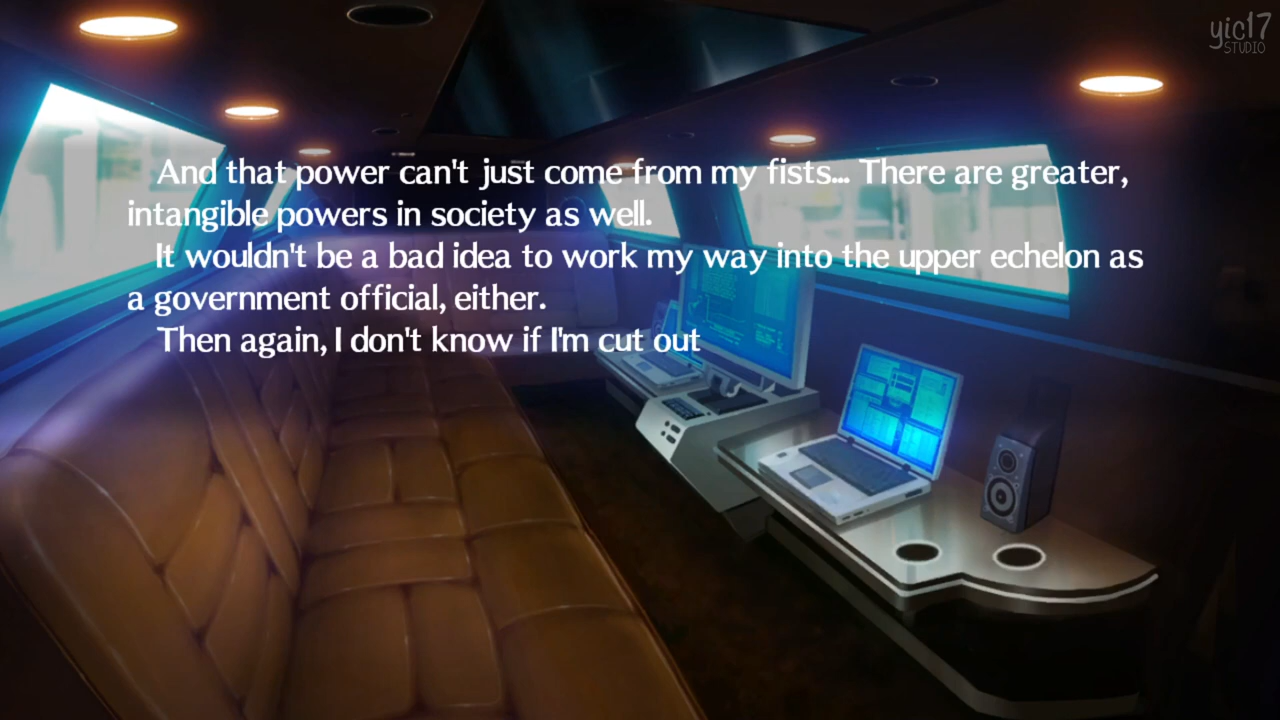 yic17
STUDIO
And that power can't just come from my fists... There are greater,
intangible powers in society as well.
It wouldn't be a bad idea to work my way into the upper echelon as
a government official, either.
Then again, I don't know if I'm cut out